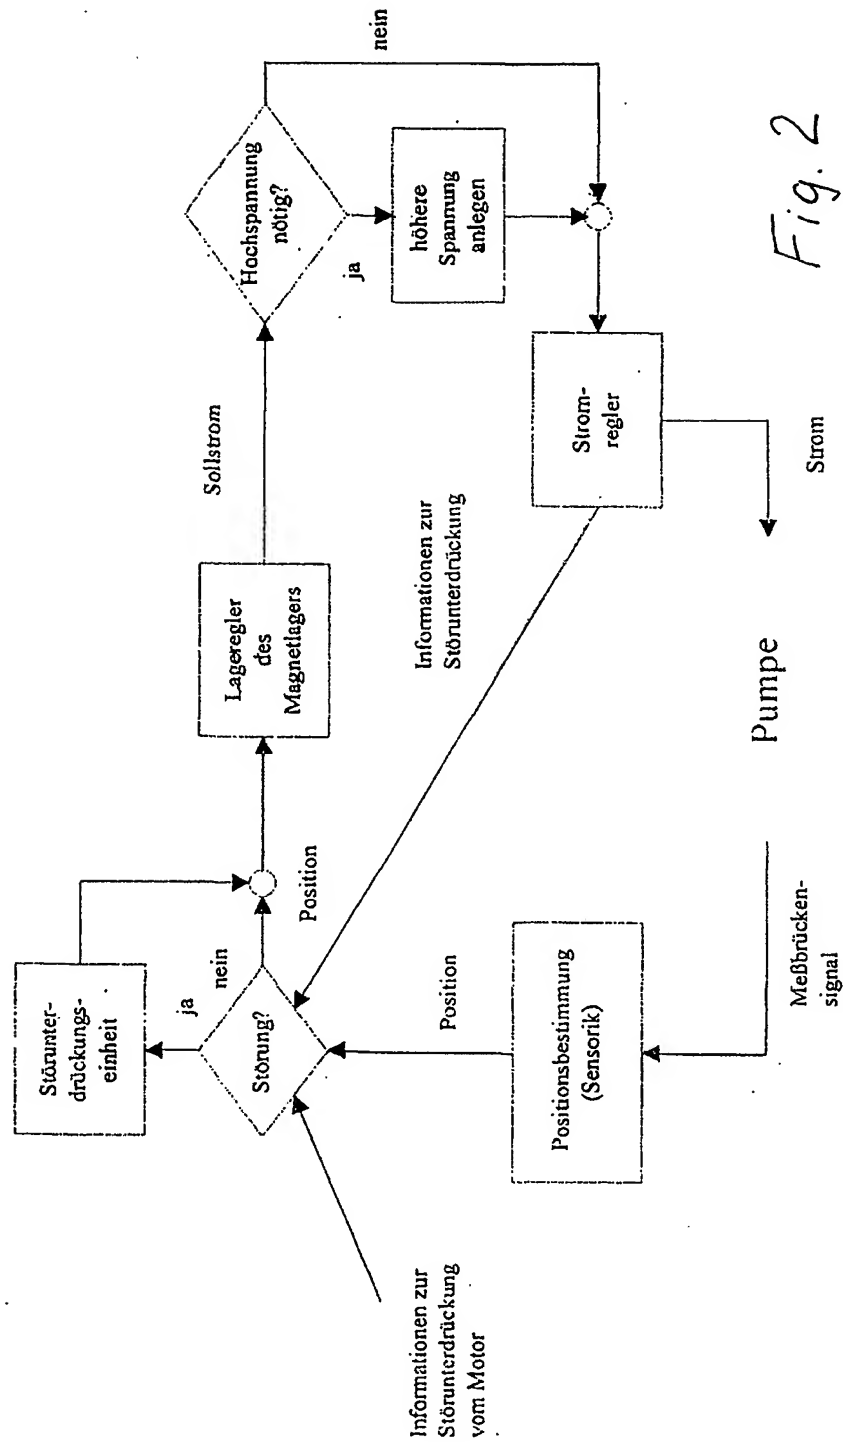 Störunter-
drückungs-
einheit
ja
nein
Störung?
Position
Lageregler
des
Magnetlagers
Sollstrom
Hochspannung
nötig?
nein
ja
höhere
Spannung
anlegen
Informationen zur
Störunterdrückung
Strom-
regler
Informationen zur
Störunterdrückung
vom Motor
Position
Positionsbestimmung
(Sensorik)
Meßbrücken-
signal
Pumpe
Strom
Fig. 2